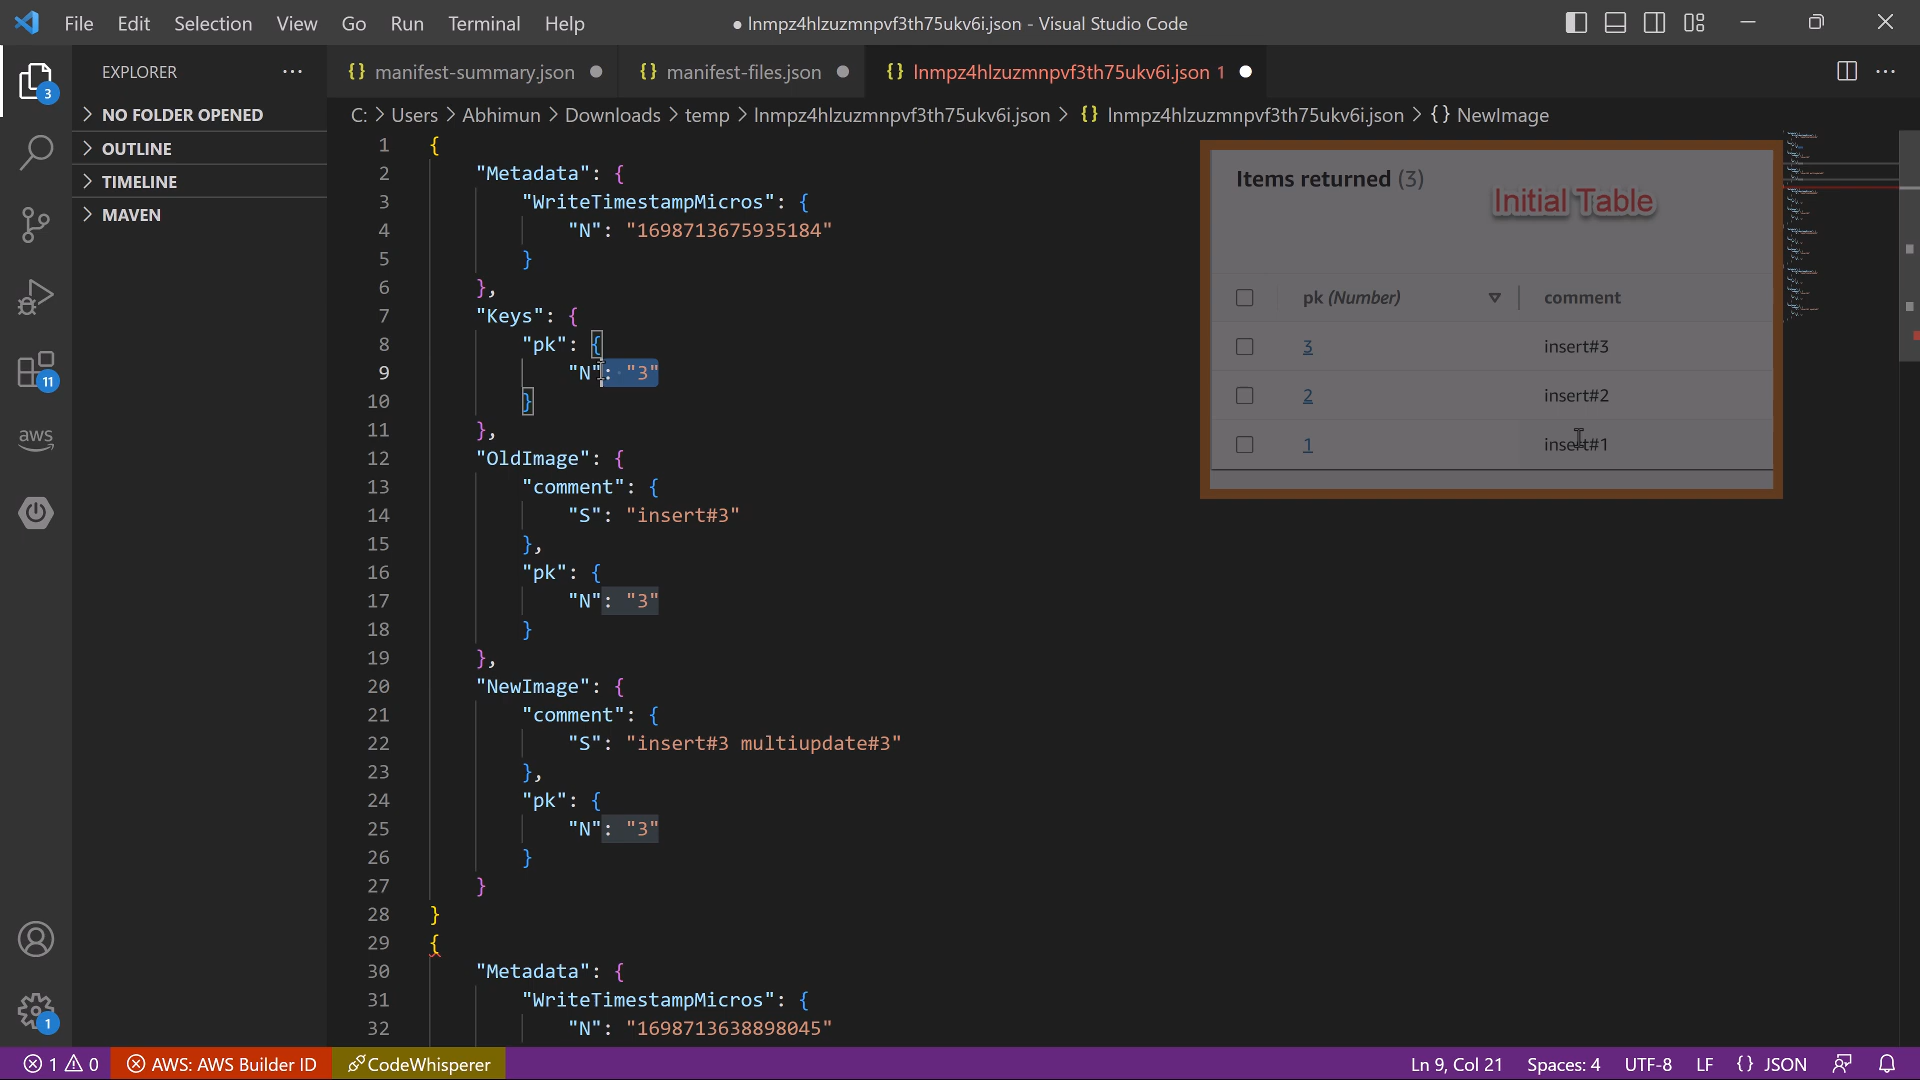 File Edit Selection View Go Run Terminal Help
● lnmpz4hlzuzmnpvf3th75ukv6i.json - Visual Studio Code
EXPLORER ···
{} manifest-summary.json ●
{} manifest-files.json ●
{} lnmpz4hlzuzmnpvf3th75ukv6i.json 1 ●
3
> NO FOLDER OPENED
> OUTLINE
> TIMELINE
> MAVEN
11
aws
1
C: > Users > Abhimun > Downloads > temp > lnmpz4hlzuzmnpvf3th75ukv6i.json > {} lnmpz4hlzuzmnpvf3th75ukv6i.json > {} NewImage
1 {
2 "Metadata": {
3 "WriteTimestampMicros": {
4 "N": "1698713675935184"
5 }
6 },
7 "Keys": {
8 "pk": {
9 "N": "3"
10 }
11 },
12 "OldImage": {
13 "comment": {
14 "S": "insert#3"
15 },
16 "pk": {
17 "N": "3"
18 }
19 },
20 "NewImage": {
21 "comment": {
22 "S": "insert#3 multiupdate#3"
23 },
24 "pk": {
25 "N": "3"
26 }
27 }
28 }
29 {
30 "Metadata": {
31 "WriteTimestampMicros": {
32 "N": "1698713638898045"
Items returned (3)
Initial Table
pk (Number) comment
3 insert#3
2 insert#2
1 insert#1
1 0 AWS: AWS Builder ID CodeWhisperer Ln 9, Col 21 Spaces: 4 UTF-8 LF {} JSON